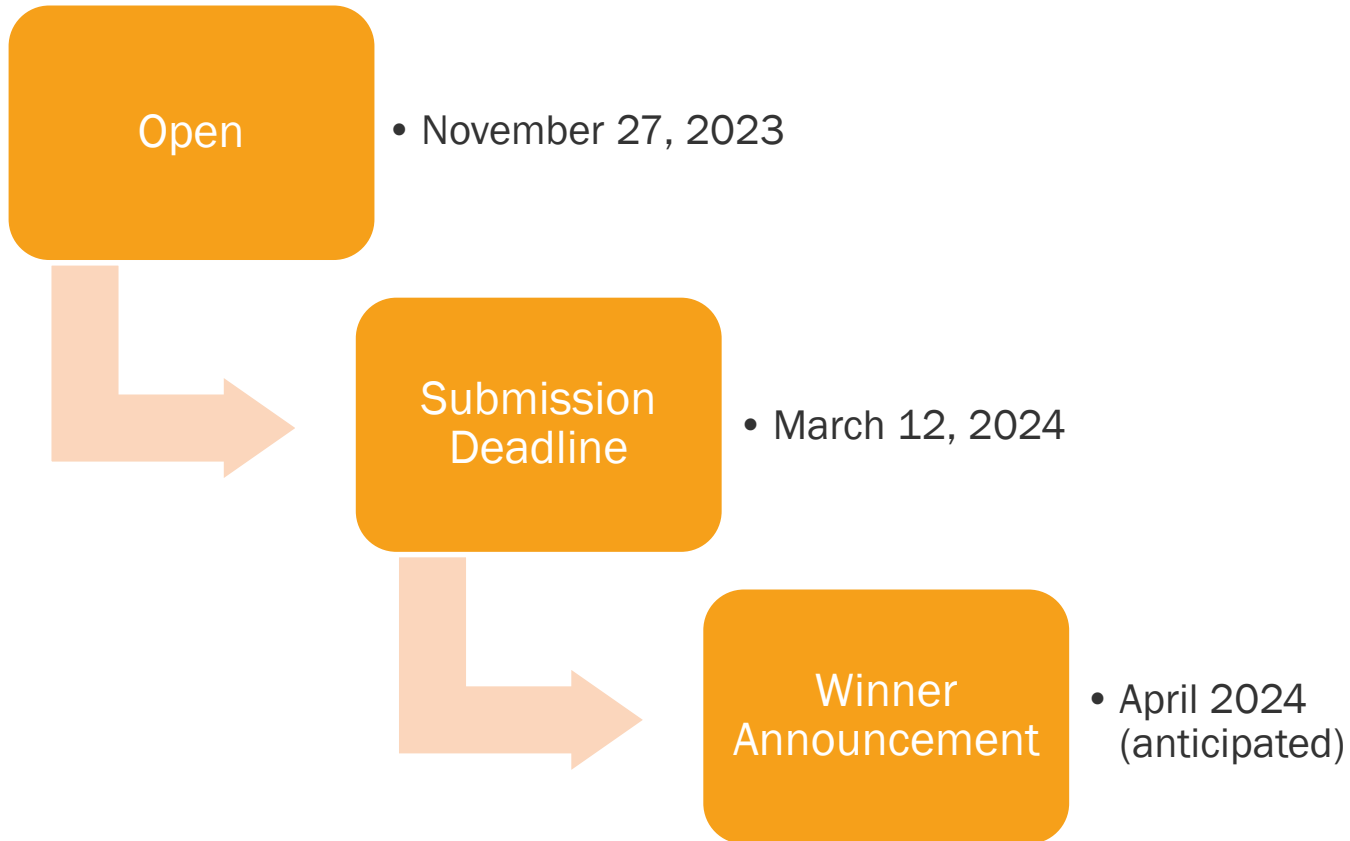 Open
• November 27, 2023
Submission
Deadline
• March 12, 2024
Winner
Announcement
• April 2024
(anticipated)